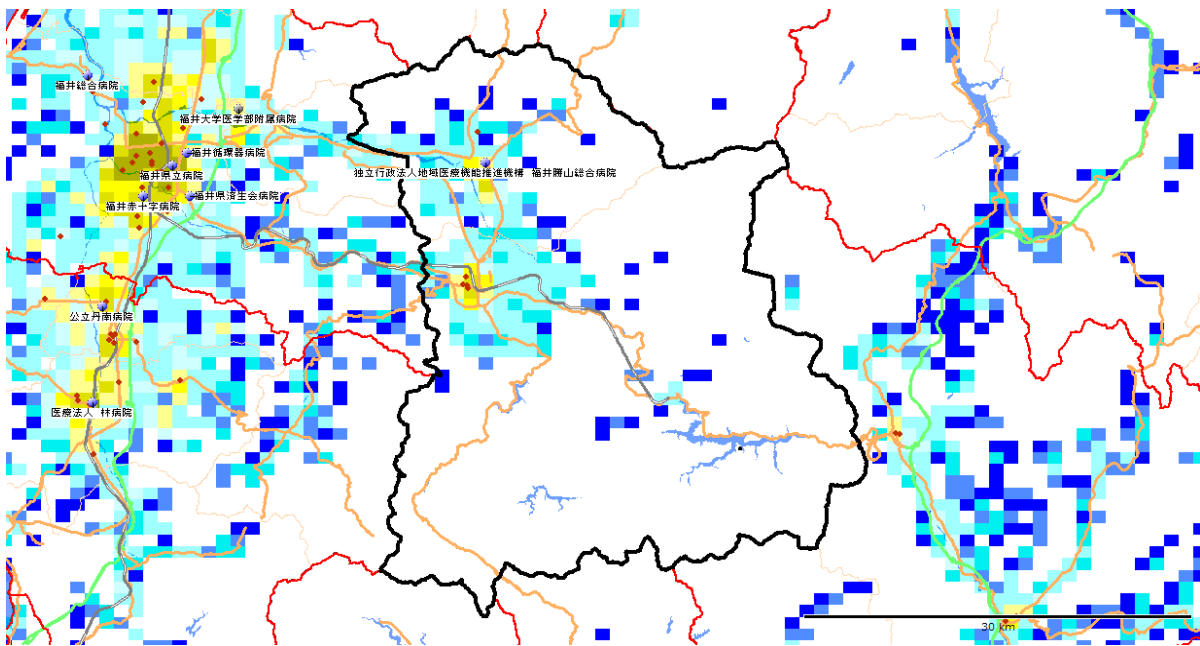 福井総合病院
福井大学医学部附属病院
福井循環器病院
独立行政法人地域医療機能推進機構 福井勝山総合病院
福井県立病院
福井県済生会病院
福井赤十字病院
公立丹南病院
医療法人 林病院
30 km